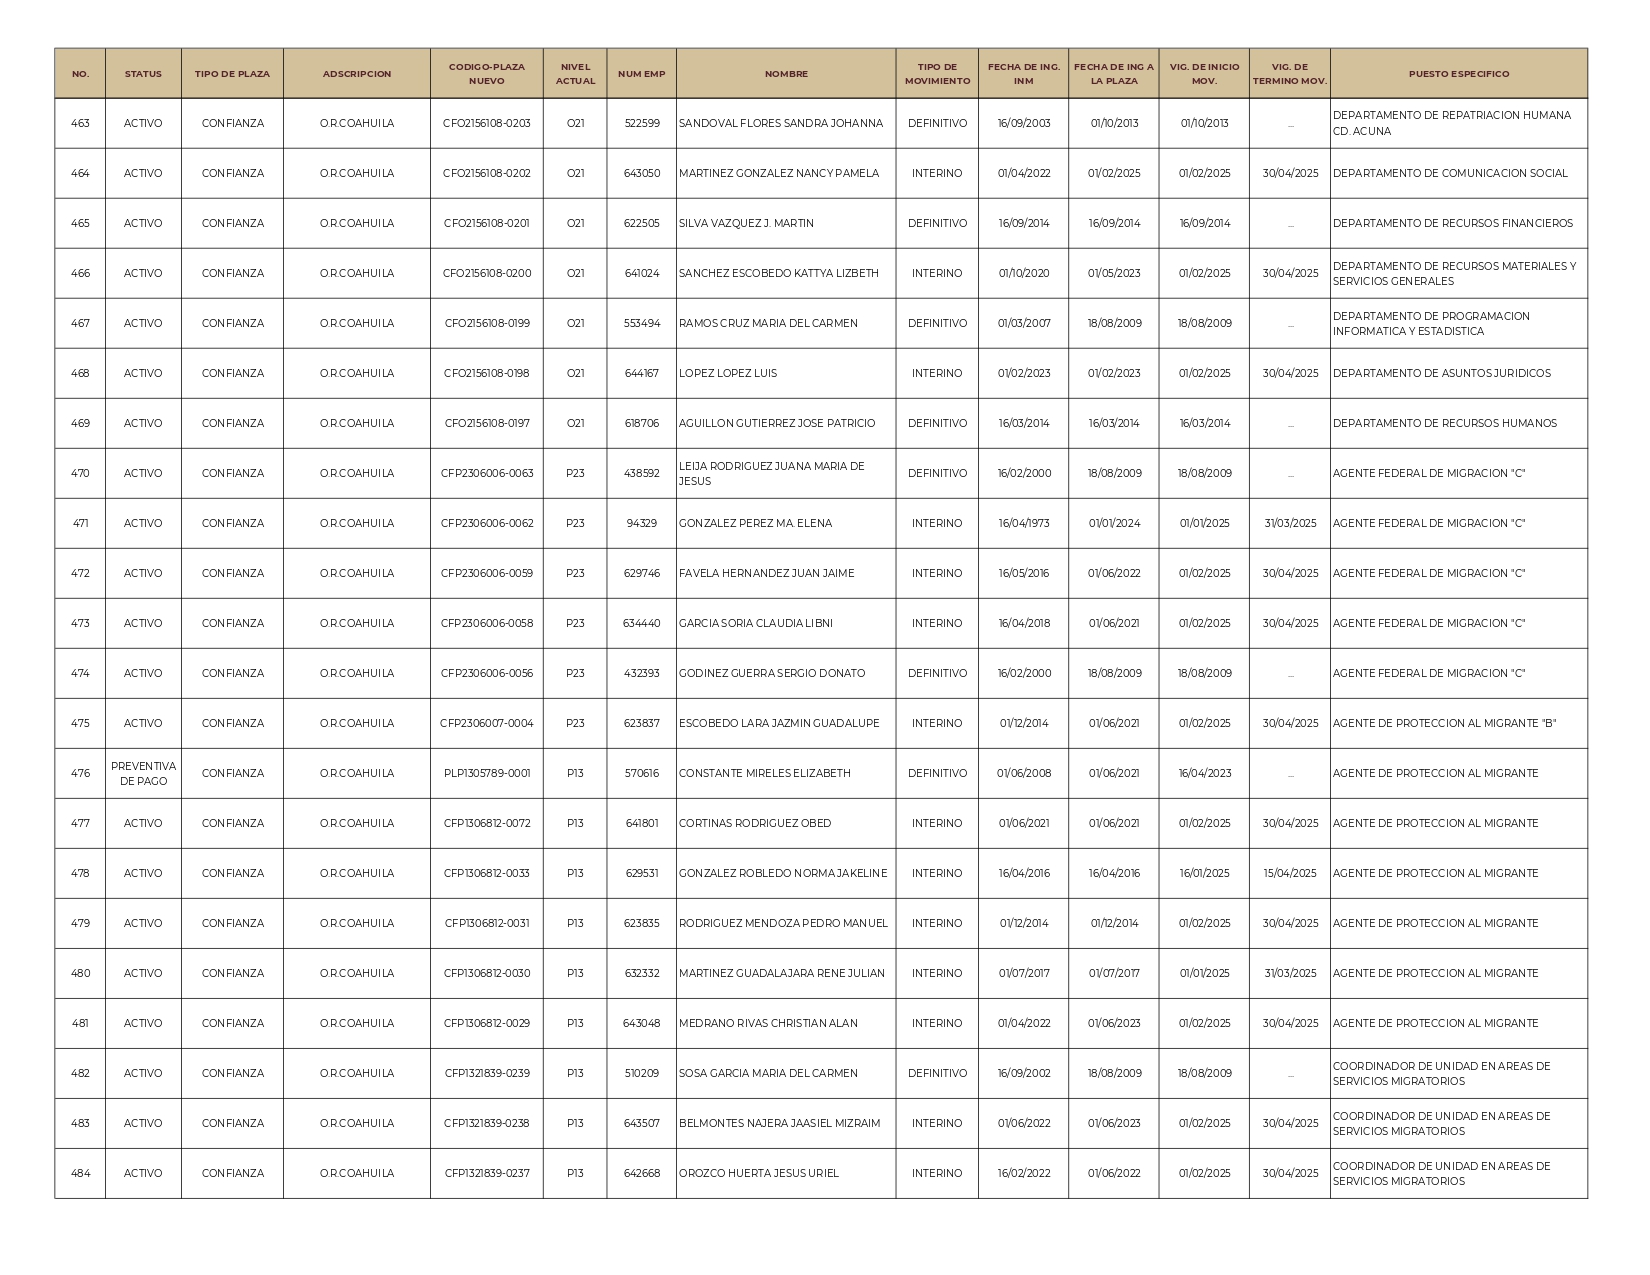 NO. STATUS TIPO DE PLAZA ADSCRIPCION CODIGO-PLAZA NUEVO NIVEL ACTUAL NUM EMP NOMBRE TIPO DE MOVIMIENTO FECHA DE ING. INM FECHA DE ING A LA PLAZA VIG. DE INICIO MOV. VIG. DE TERMINO MOV. PUESTO ESPECIFICO
463 ACTIVO CONFIANZA O.R.COAHUILA CFO2156108-0203 O21 522599 SANDOVAL FLORES SANDRA JOHANNA DEFINITIVO 16/09/2003 01/10/2013 01/10/2013 ... DEPARTAMENTO DE REPATRIACION HUMANA CD. ACUNA
464 ACTIVO CONFIANZA O.R.COAHUILA CFO2156108-0202 O21 643050 MARTINEZ GONZALEZ NANCY PAMELA INTERINO 01/04/2022 01/02/2025 01/02/2025 30/04/2025 DEPARTAMENTO DE COMUNICACION SOCIAL
465 ACTIVO CONFIANZA O.R.COAHUILA CFO2156108-0201 O21 622505 SILVA VAZQUEZ J. MARTIN DEFINITIVO 16/09/2014 16/09/2014 16/09/2014 ... DEPARTAMENTO DE RECURSOS FINANCIEROS
466 ACTIVO CONFIANZA O.R.COAHUILA CFO2156108-0200 O21 641024 SANCHEZ ESCOBEDO KATTYA LIZBETH INTERINO 01/10/2020 01/05/2023 01/02/2025 30/04/2025 DEPARTAMENTO DE RECURSOS MATERIALES Y SERVICIOS GENERALES
467 ACTIVO CONFIANZA O.R.COAHUILA CFO2156108-0199 O21 553494 RAMOS CRUZ MARIA DEL CARMEN DEFINITIVO 01/03/2007 18/08/2009 18/08/2009 ... DEPARTAMENTO DE PROGRAMACION INFORMATICA Y ESTADISTICA
468 ACTIVO CONFIANZA O.R.COAHUILA CFO2156108-0198 O21 644167 LOPEZ LOPEZ LUIS INTERINO 01/02/2023 01/02/2023 01/02/2025 30/04/2025 DEPARTAMENTO DE ASUNTOS JURIDICOS
469 ACTIVO CONFIANZA O.R.COAHUILA CFO2156108-0197 O21 618706 AGUILLON GUTIERREZ JOSE PATRICIO DEFINITIVO 16/03/2014 16/03/2014 16/03/2014 ... DEPARTAMENTO DE RECURSOS HUMANOS
470 ACTIVO CONFIANZA O.R.COAHUILA CFP2306006-0063 P23 438592 LEIJA RODRIGUEZ JUANA MARIA DE JESUS DEFINITIVO 16/02/2000 18/08/2009 18/08/2009 ... AGENTE FEDERAL DE MIGRACION "C"
471 ACTIVO CONFIANZA O.R.COAHUILA CFP2306006-0062 P23 94329 GONZALEZ PEREZ MA. ELENA INTERINO 16/04/1973 01/01/2024 01/01/2025 31/03/2025 AGENTE FEDERAL DE MIGRACION "C"
472 ACTIVO CONFIANZA O.R.COAHUILA CFP2306006-0059 P23 629746 FAVELA HERNANDEZ JUAN JAIME INTERINO 16/05/2016 01/06/2022 01/02/2025 30/04/2025 AGENTE FEDERAL DE MIGRACION "C"
473 ACTIVO CONFIANZA O.R.COAHUILA CFP2306006-0058 P23 634440 GARCIA SORIA CLAUDIA LIBNI INTERINO 16/04/2018 01/06/2021 01/02/2025 30/04/2025 AGENTE FEDERAL DE MIGRACION "C"
474 ACTIVO CONFIANZA O.R.COAHUILA CFP2306006-0056 P23 432393 GODINEZ GUERRA SERGIO DONATO DEFINITIVO 16/02/2000 18/08/2009 18/08/2009 ... AGENTE FEDERAL DE MIGRACION "C"
475 ACTIVO CONFIANZA O.R.COAHUILA CFP2306007-0004 P23 623837 ESCOBEDO LARA JAZMIN GUADALUPE INTERINO 01/12/2014 01/06/2021 01/02/2025 30/04/2025 AGENTE DE PROTECCION AL MIGRANTE "B"
476 PREVENTIVA DE PAGO CONFIANZA O.R.COAHUILA PLP1305789-0001 P13 570616 CONSTANTE MIRELES ELIZABETH DEFINITIVO 01/06/2008 01/06/2021 16/04/2023 ... AGENTE DE PROTECCION AL MIGRANTE
477 ACTIVO CONFIANZA O.R.COAHUILA CFP1306812-0072 P13 641801 CORTINAS RODRIGUEZ OBED INTERINO 01/06/2021 01/06/2021 01/02/2025 30/04/2025 AGENTE DE PROTECCION AL MIGRANTE
478 ACTIVO CONFIANZA O.R.COAHUILA CFP1306812-0033 P13 629531 GONZALEZ ROBLEDO NORMA JAKELINE INTERINO 16/04/2016 16/04/2016 16/01/2025 15/04/2025 AGENTE DE PROTECCION AL MIGRANTE
479 ACTIVO CONFIANZA O.R.COAHUILA CFP1306812-0031 P13 623835 RODRIGUEZ MENDOZA PEDRO MANUEL INTERINO 01/12/2014 01/12/2014 01/02/2025 30/04/2025 AGENTE DE PROTECCION AL MIGRANTE
480 ACTIVO CONFIANZA O.R.COAHUILA CFP1306812-0030 P13 632332 MARTINEZ GUADALAJARA RENE JULIAN INTERINO 01/07/2017 01/07/2017 01/01/2025 31/03/2025 AGENTE DE PROTECCION AL MIGRANTE
481 ACTIVO CONFIANZA O.R.COAHUILA CFP1306812-0029 P13 643048 MEDRANO RIVAS CHRISTIAN ALAN INTERINO 01/04/2022 01/06/2023 01/02/2025 30/04/2025 AGENTE DE PROTECCION AL MIGRANTE
482 ACTIVO CONFIANZA O.R.COAHUILA CFP1321839-0239 P13 510209 SOSA GARCIA MARIA DEL CARMEN DEFINITIVO 16/09/2002 18/08/2009 18/08/2009 ... COORDINADOR DE UNIDAD EN AREAS DE SERVICIOS MIGRATORIOS
483 ACTIVO CONFIANZA O.R.COAHUILA CFP1321839-0238 P13 643507 BELMONTES NAJERA JAASIEL MIZRAIM INTERINO 01/06/2022 01/06/2023 01/02/2025 30/04/2025 COORDINADOR DE UNIDAD EN AREAS DE SERVICIOS MIGRATORIOS
484 ACTIVO CONFIANZA O.R.COAHUILA CFP1321839-0237 P13 642668 OROZCO HUERTA JESUS URIEL INTERINO 16/02/2022 01/06/2022 01/02/2025 30/04/2025 COORDINADOR DE UNIDAD EN AREAS DE SERVICIOS MIGRATORIOS